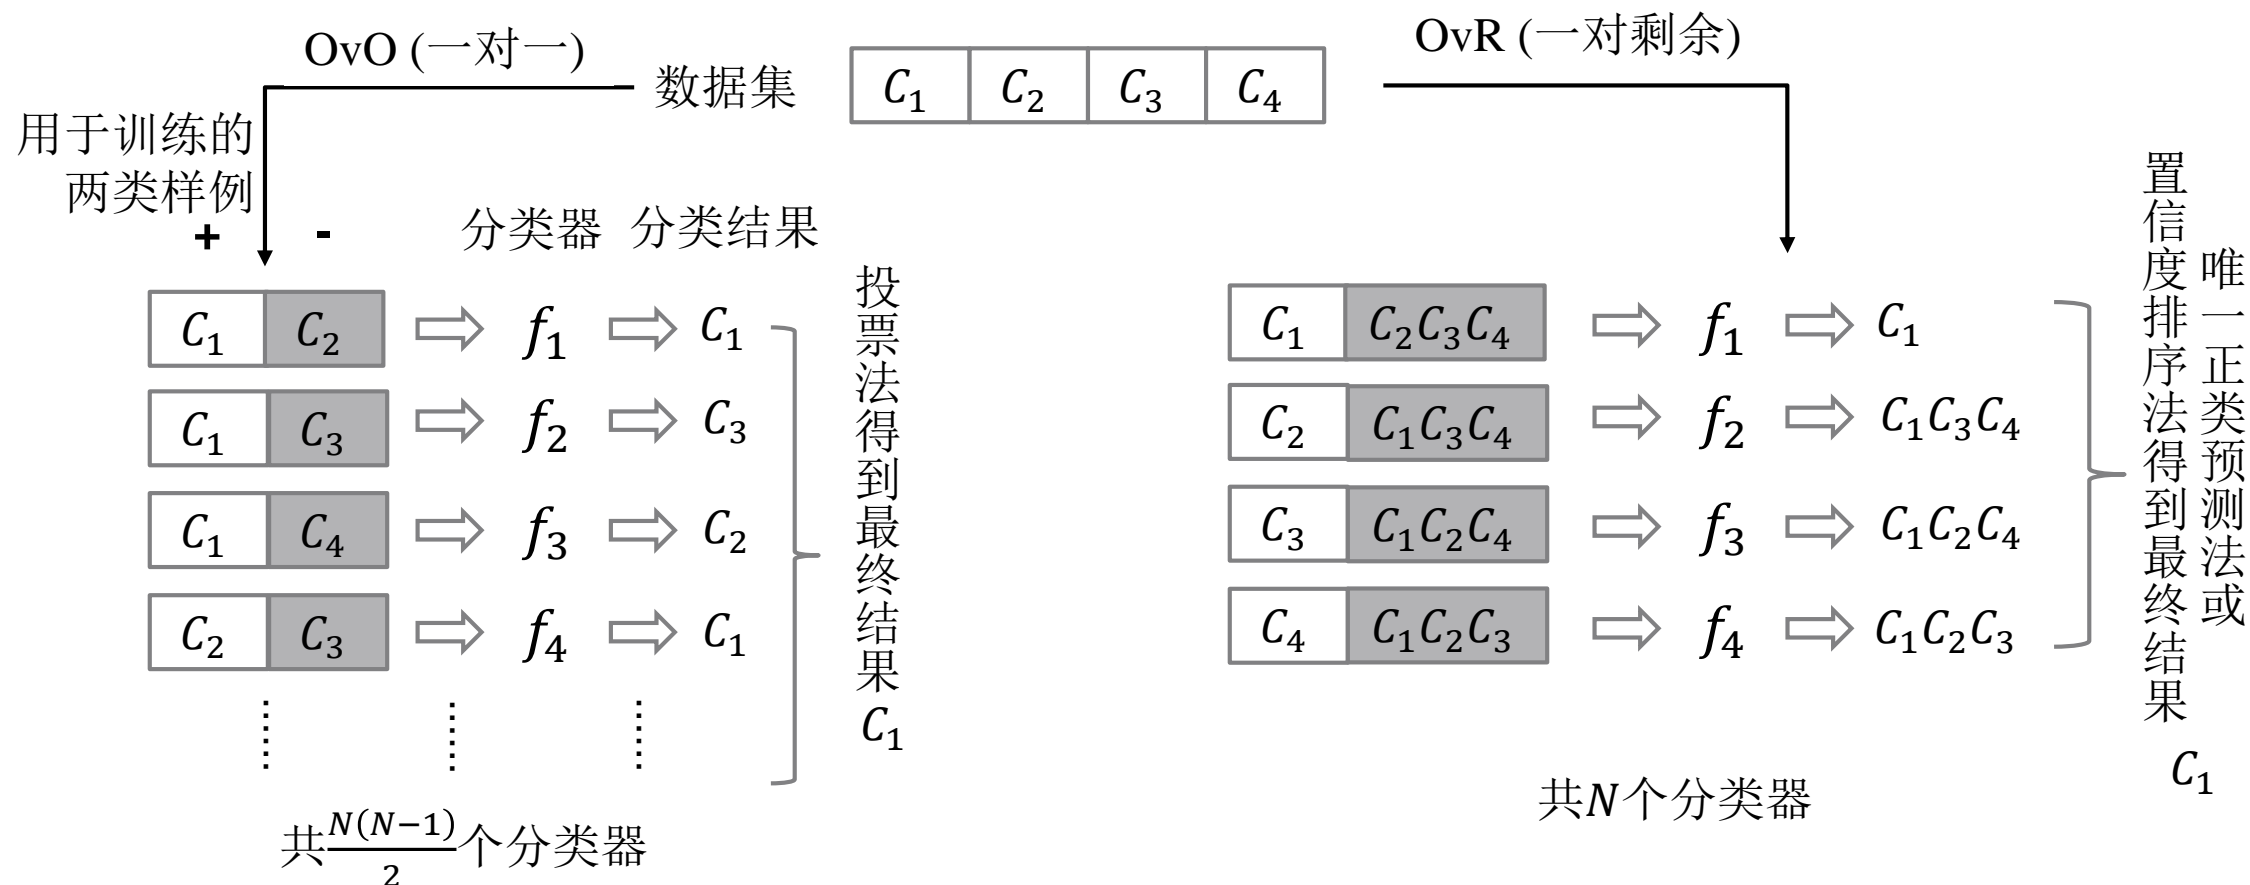 OvO (一对一)
数据集
C₁ C₂ C₃ C₄
OvR (一对剩余)
用于训练的
两类样例
+ -
分类器 分类结果
C₁ C₂ f₁ C₁
C₁ C₃ f₂ C₃
C₁ C₄ f₃ C₂
C₂ C₃ f₄ C₁
投票法得到最终结果
C₁
共N(N−1)/2个分类器
C₁ C₂C₃C₄ f₁ C₁
C₂ C₁C₃C₄ f₂ C₁C₃C₄
C₃ C₁C₂C₄ f₃ C₁C₂C₄
C₄ C₁C₂C₃ f₄ C₁C₂C₃
唯一正类预测法或
置信度排序法得到最终结果
C₁
共N个分类器